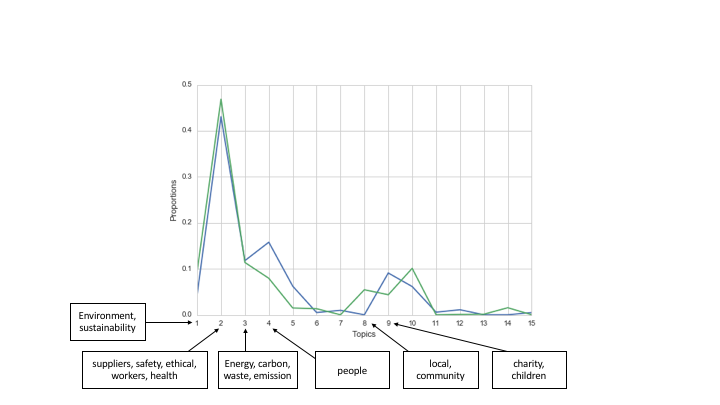 0.5
0.4
0.3
0.2
0.1
0.0
Proportions
1 2 3 4 5 6 7 8 9 10 11 12 13 14 15
Topics
Environment,
sustainability
suppliers, safety, ethical,
workers, health
Energy, carbon,
waste, emission
people
local,
community
charity,
children